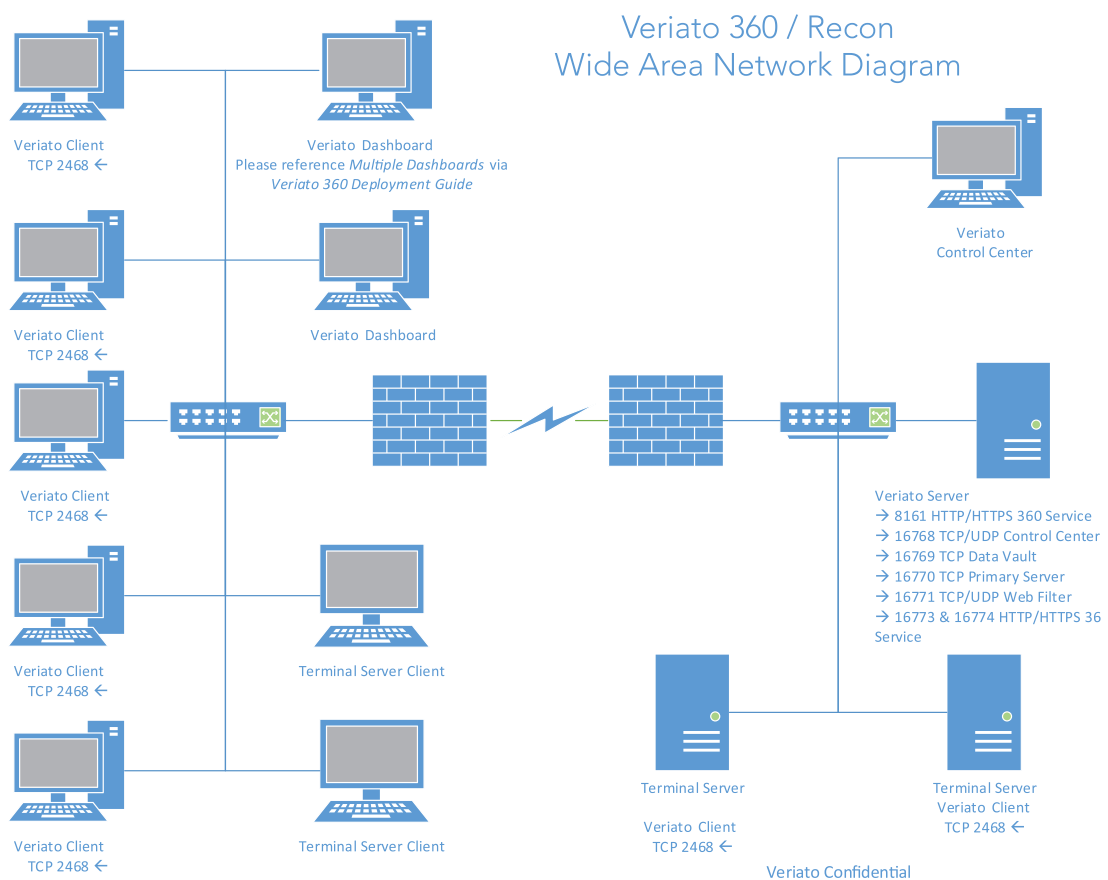 Veriato 360 / Recon
Wide Area Network Diagram
Veriato Client
TCP 2468 ←
Veriato Dashboard
Please reference Multiple Dashboards via
Veriato 360 Deployment Guide
Veriato
Control Center
Veriato Client
TCP 2468 ←
Veriato Dashboard
Veriato Client
TCP 2468 ←
Veriato Server
→ 8161 HTTP/HTTPS 360 Service
→ 16768 TCP/UDP Control Center
→ 16769 TCP Data Vault
→ 16770 TCP Primary Server
→ 16771 TCP/UDP Web Filter
→ 16773 & 16774 HTTP/HTTPS 36
Service
Veriato Client
TCP 2468 ←
Terminal Server Client
Veriato Client
TCP 2468 ←
Terminal Server Client
Terminal Server
Veriato Client
TCP 2468 ←
Terminal Server
Veriato Client
TCP 2468 ←
Veriato Confidential